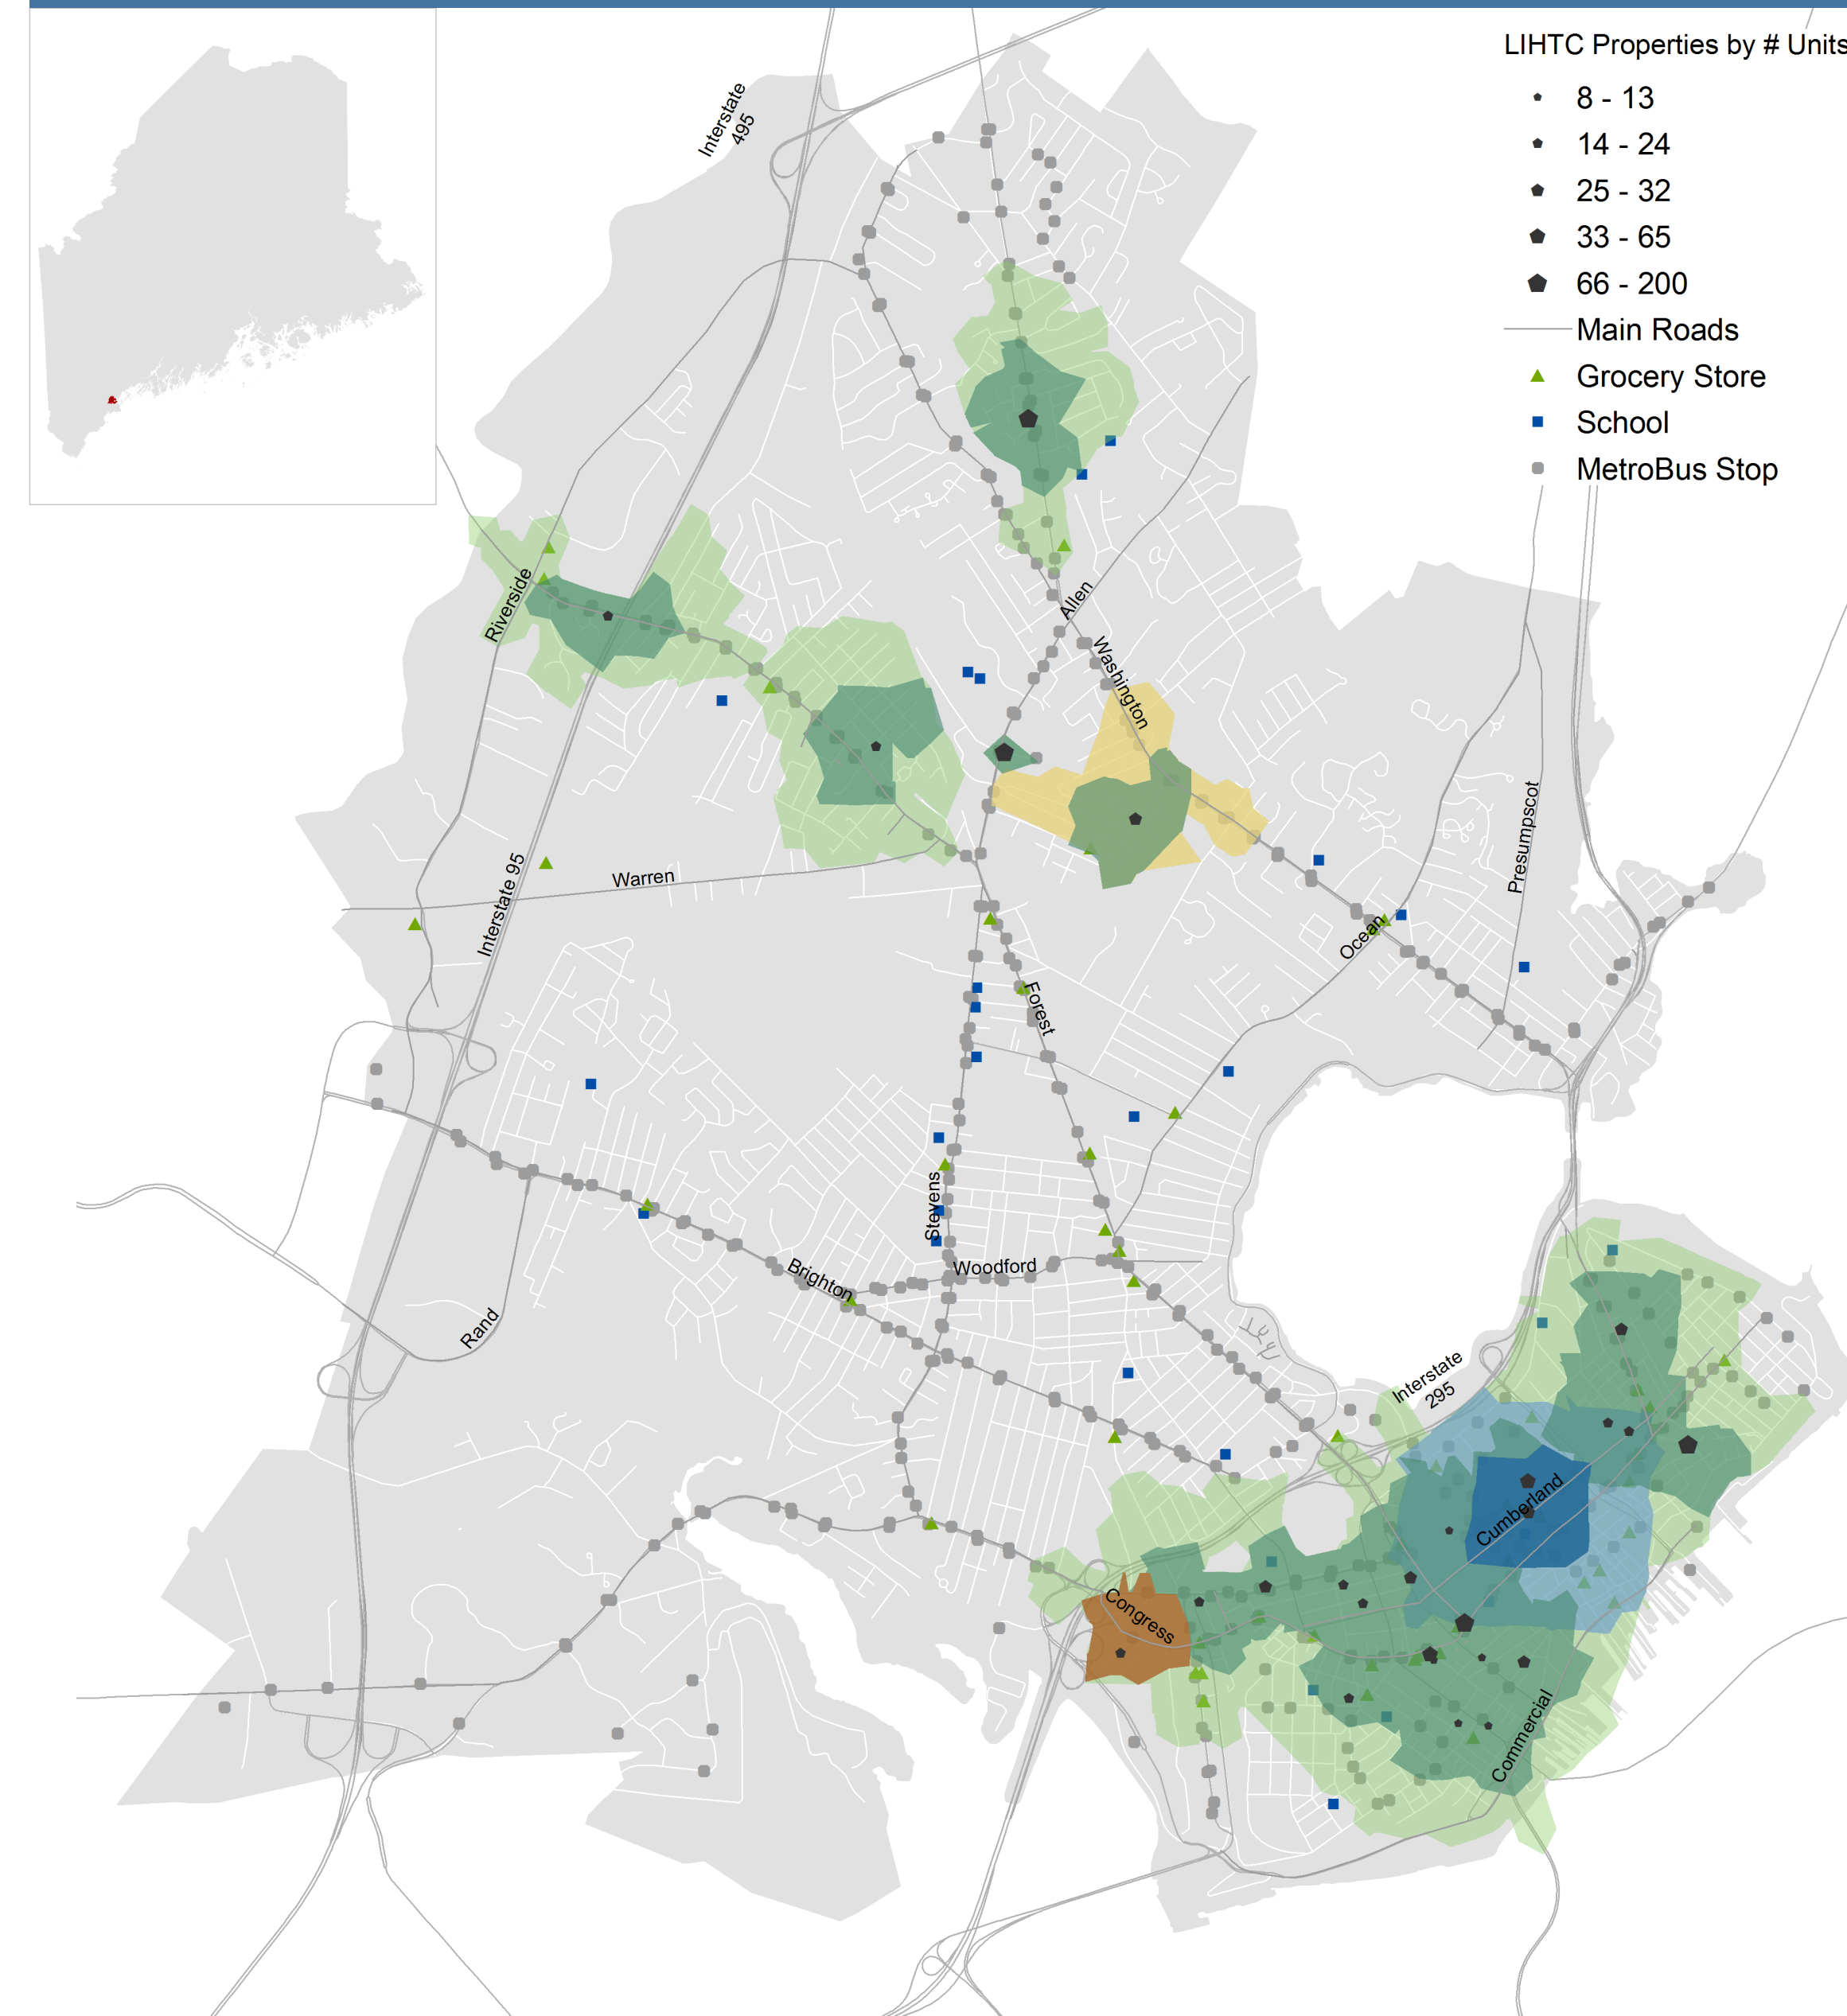 LIHTC Properties by # Units
8 - 13
14 - 24
25 - 32
33 - 65
66 - 200
Main Roads
Grocery Store
School
MetroBus Stop
Interstate
495
Riverside
Allen
Washington
Presumpscot
Interstate 95
Warren
Ocean
Forest
Stevens
Woodford
Brighton
Rand
Interstate
295
Cumberland
Congress
Commercial